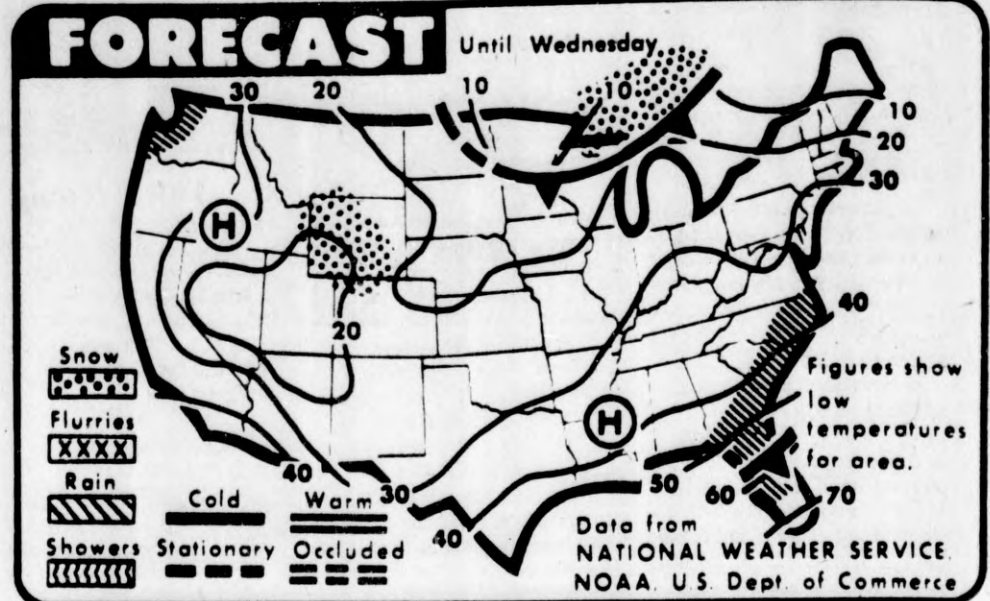 FORECAST
Until Wednesday
30 20 10 10
10
20
30
H
20
40
Snow
Flurries
Rain
Showers
Cold
Warm
Stationary
Occluded
H
40
30
40
50
60
70
Figures show
low
temperatures
for area.
Data from
NATIONAL WEATHER SERVICE,
NOAA, U.S. Dept. of Commerce